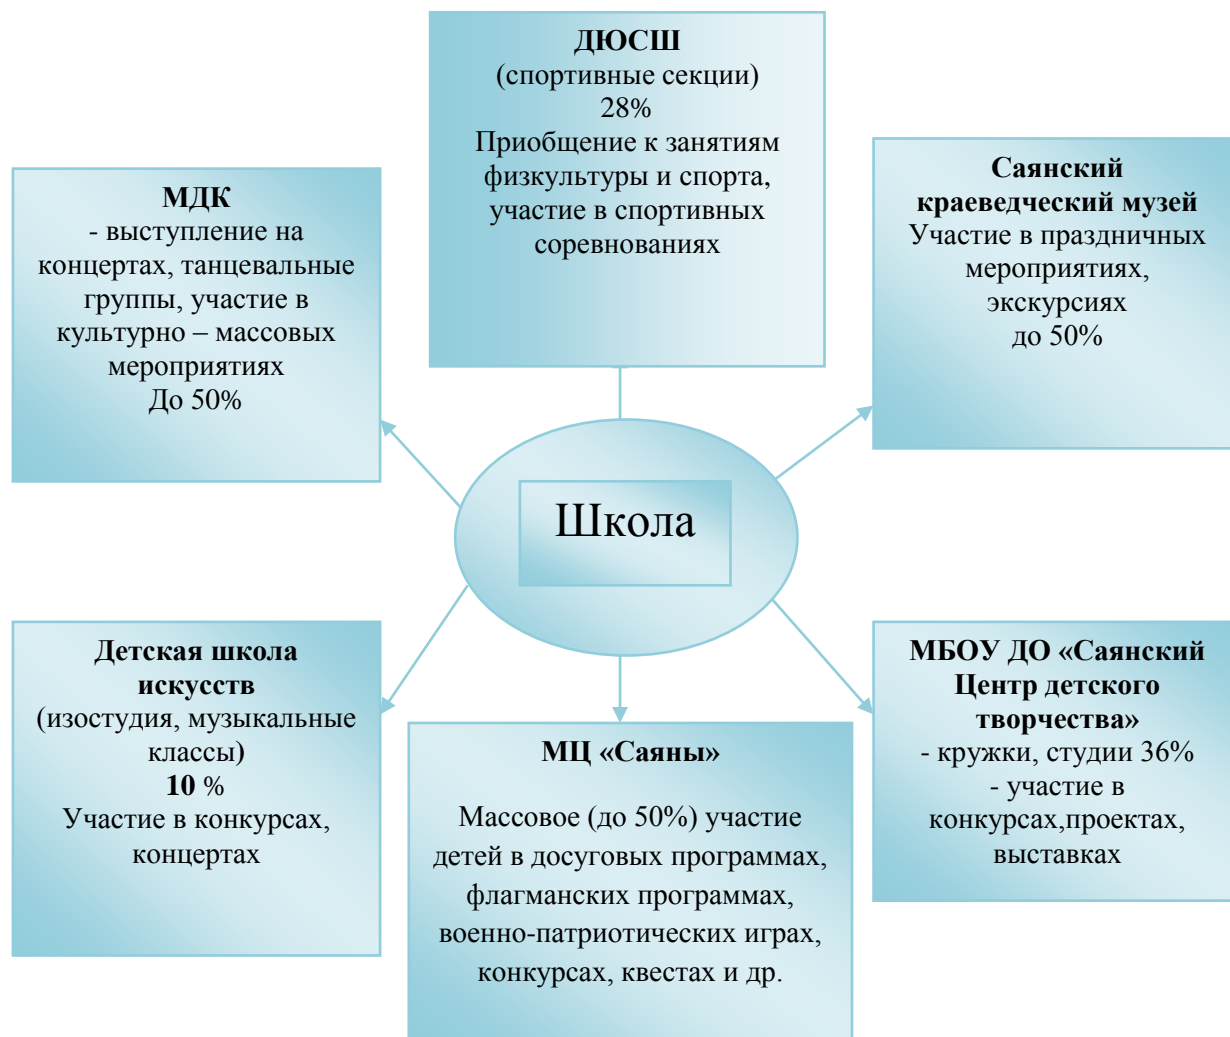 ДЮСШ
(спортивные секции)
28%
Приобщение к занятиям
физкультуры и спорта,
участие в спортивных
соревнованиях
МДК
- выступление на
концертах, танцевальные
группы, участие в
культурно – массовых
мероприятиях
До 50%
Саянский
краеведческий музей
Участие в праздничных
мероприятиях,
экскурсиях
до 50%
Школа
Детская школа
искусств
(изостудия, музыкальные
классы)
10 %
Участие в конкурсах,
концертах
МЦ «Саяны»
Массовое (до 50%) участие
детей в досуговых программах,
флагманских программах,
военно-патриотических играх,
конкурсах, квестах и др.
МБОУ ДО «Саянский
Центр детского
творчества»
- кружки, студии 36%
- участие в
конкурсах,проектах,
выставках